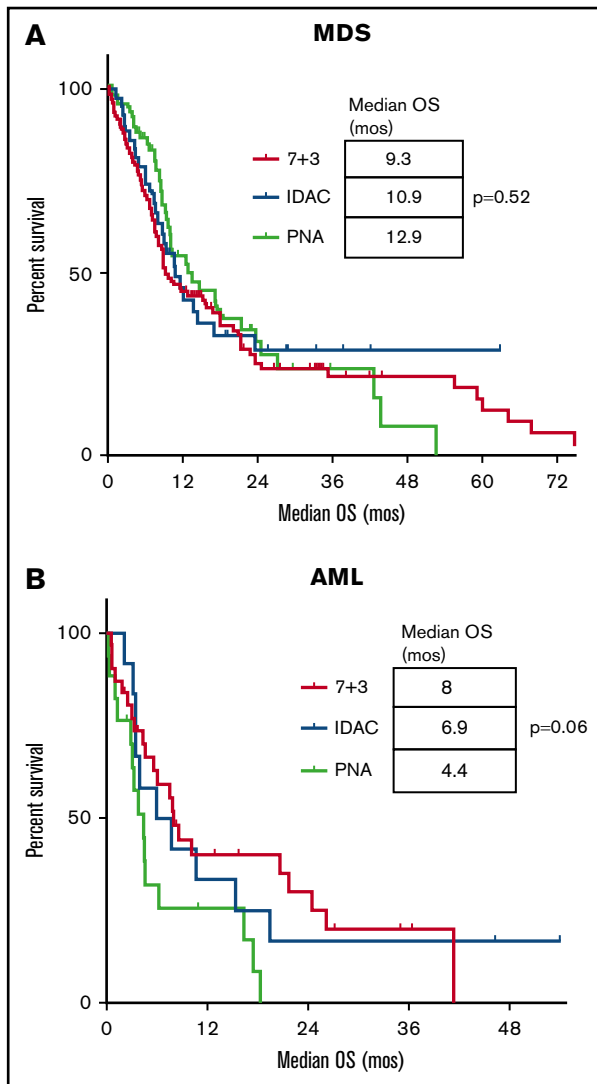 A
MDS
100
50
0
Percent survival
Median OS
(mos)
7+3 9.3
IDAC 10.9 p=0.52
PNA 12.9
0 12 24 36 48 60 72
Median OS (mos)
B
AML
100
50
0
Percent survival
Median OS
(mos)
7+3 8
IDAC 6.9 p=0.06
PNA 4.4
0 12 24 36 48
Median OS (mos)